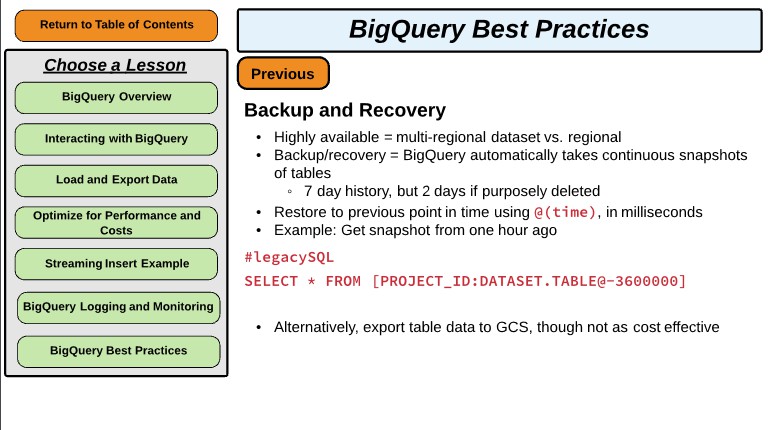 Return to Table of Contents
Choose a Lesson
BigQuery Overview
Interacting with BigQuery
Load and Export Data
Optimize for Performance and
Costs
Streaming Insert Example
BigQuery Logging and Monitoring
BigQuery Best Practices
BigQuery Best Practices
Previous
Backup and Recovery
• Highly available = multi-regional dataset vs. regional
• Backup/recovery = BigQuery automatically takes continuous snapshots
of tables
◦ 7 day history, but 2 days if purposely deleted
• Restore to previous point in time using @(time), in milliseconds
• Example: Get snapshot from one hour ago
#legacySQL
SELECT * FROM [PROJECT_ID:DATASET.TABLE@-3600000]
• Alternatively, export table data to GCS, though not as cost effective